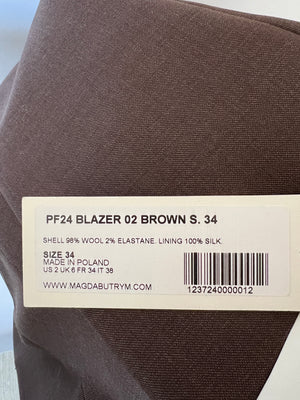 PF24 BLAZER 02 BROWN S. 34
SHELL 98% WOOL 2% ELASTANE. LINING 100% SILK.
SIZE 34
MADE IN POLAND
US 2 UK 6 FR 34 IT 38
WWW.MAGDABUTRYM.COM
1237240000012